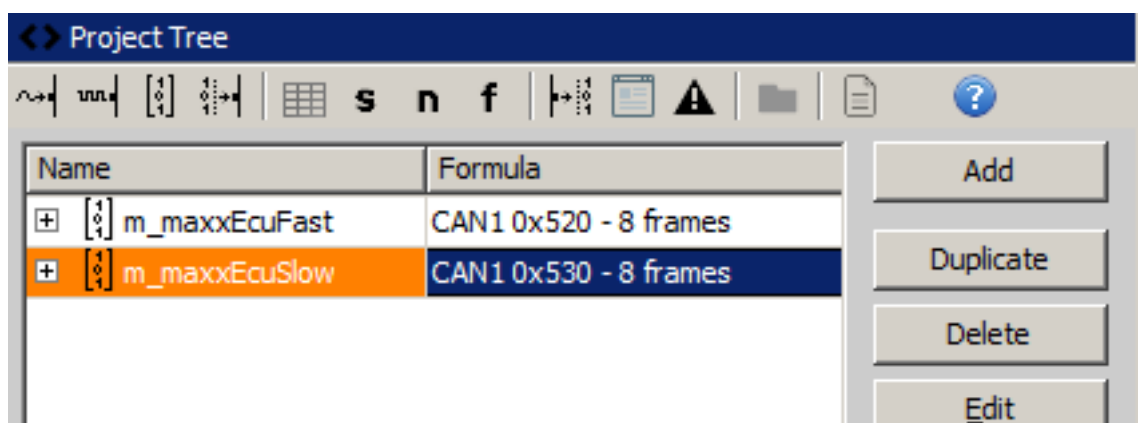 Project Tree
s n f
Name Formula Add
m_maxxEcuFast CAN1 0x520 - 8 frames
Duplicate
m_maxxEcuSlow CAN1 0x530 - 8 frames
Delete
Edit